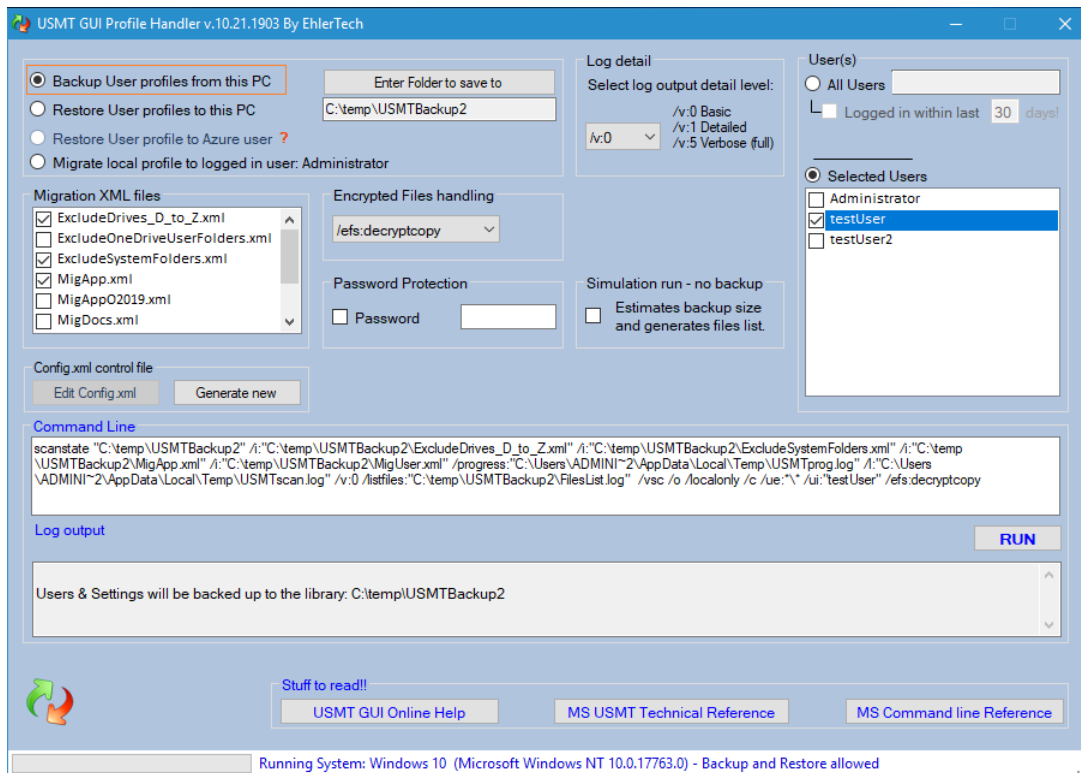 USMT GUI Profile Handler v.10.21.1903 By EhlerTech
Backup User profiles from this PC
Enter Folder to save to
Restore User profiles to this PC
C:\temp\USMTBackup2
Restore User profile to Azure user ?
Migrate local profile to logged in user: Administrator
Log detail
Select log output detail level:
/v:0
/v:0 Basic
/v:1 Detailed
/v:5 Verbose (full)
User(s)
All Users
Logged in within last 30 days!
Selected Users
Administrator
testUser
testUser2
Migration XML files
ExcludeDrives_D_to_Z.xml
ExcludeOneDriveUserFolders.xml
ExcludeSystemFolders.xml
MigApp.xml
MigAppO2019.xml
MigDocs.xml
Encrypted Files handling
/efs:decryptcopy
Password Protection
Password
Simulation run - no backup
Estimates backup size
and generates files list.
Config.xml control file
Edit Config.xml
Generate new
Command Line
scanstate "C:\temp\USMTBackup2" /i:"C:\temp\USMTBackup2\ExcludeDrives_D_to_Z.xml" /i:"C:\temp\USMTBackup2\ExcludeSystemFolders.xml" /i:"C:\temp
\USMTBackup2\MigApp.xml" /i:"C:\temp\USMTBackup2\MigUser.xml" /progress:"C:\Users\ADMINI~2\AppData\Local\Temp\USMTprog.log" /l:"C:\Users
\ADMINI~2\AppData\Local\Temp\USMTscan.log" /v:0 /listfiles:"C:\temp\USMTBackup2\FilesList.log" /vsc /o /localonly /c /ue:*\* /ui:"testUser" /efs:decryptcopy
Log output
RUN
Users & Settings will be backed up to the library: C:\temp\USMTBackup2
Stuff to read!!
USMT GUI Online Help
MS USMT Technical Reference
MS Command line Reference
Running System: Windows 10 (Microsoft Windows NT 10.0.17763.0) - Backup and Restore allowed